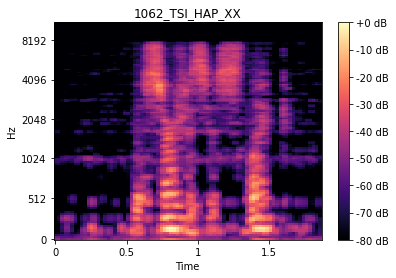 1062_TSI_HAP_XX
8192
4096
2048
1024
512
0
Hz
0
0.5
1
1.5
Time
+0 dB
-10 dB
-20 dB
-30 dB
-40 dB
-50 dB
-60 dB
-70 dB
-80 dB